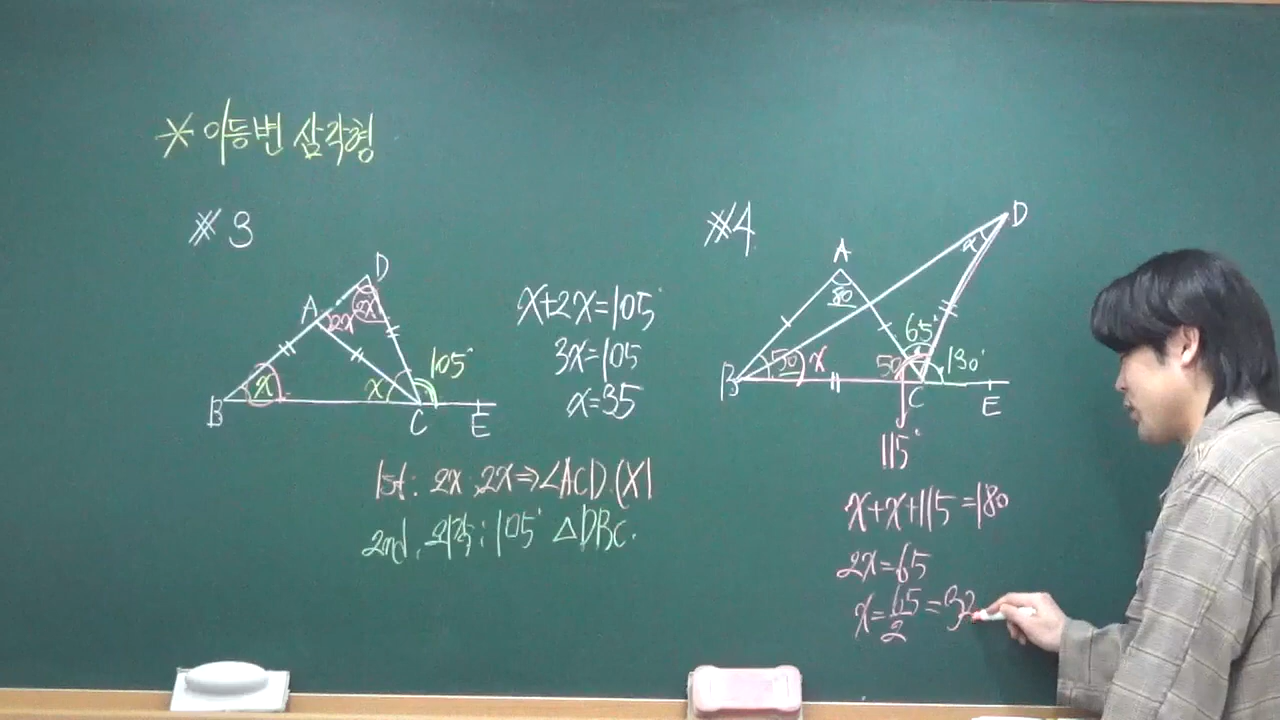 * 이등변 삼각형
※ 3
D
A
2x
2x
x
x
105°
B
C
E
x+2x=105°
3x=105
x=35
1st: 2x, 2x ⇒ ∠ACD (X)
2nd, 외각: 105° △DBC.
※4
D
x
A
80
65°
50
x
50
130°
B
C
E
115°
x+x+115=180
2x=65
x=65/2=32